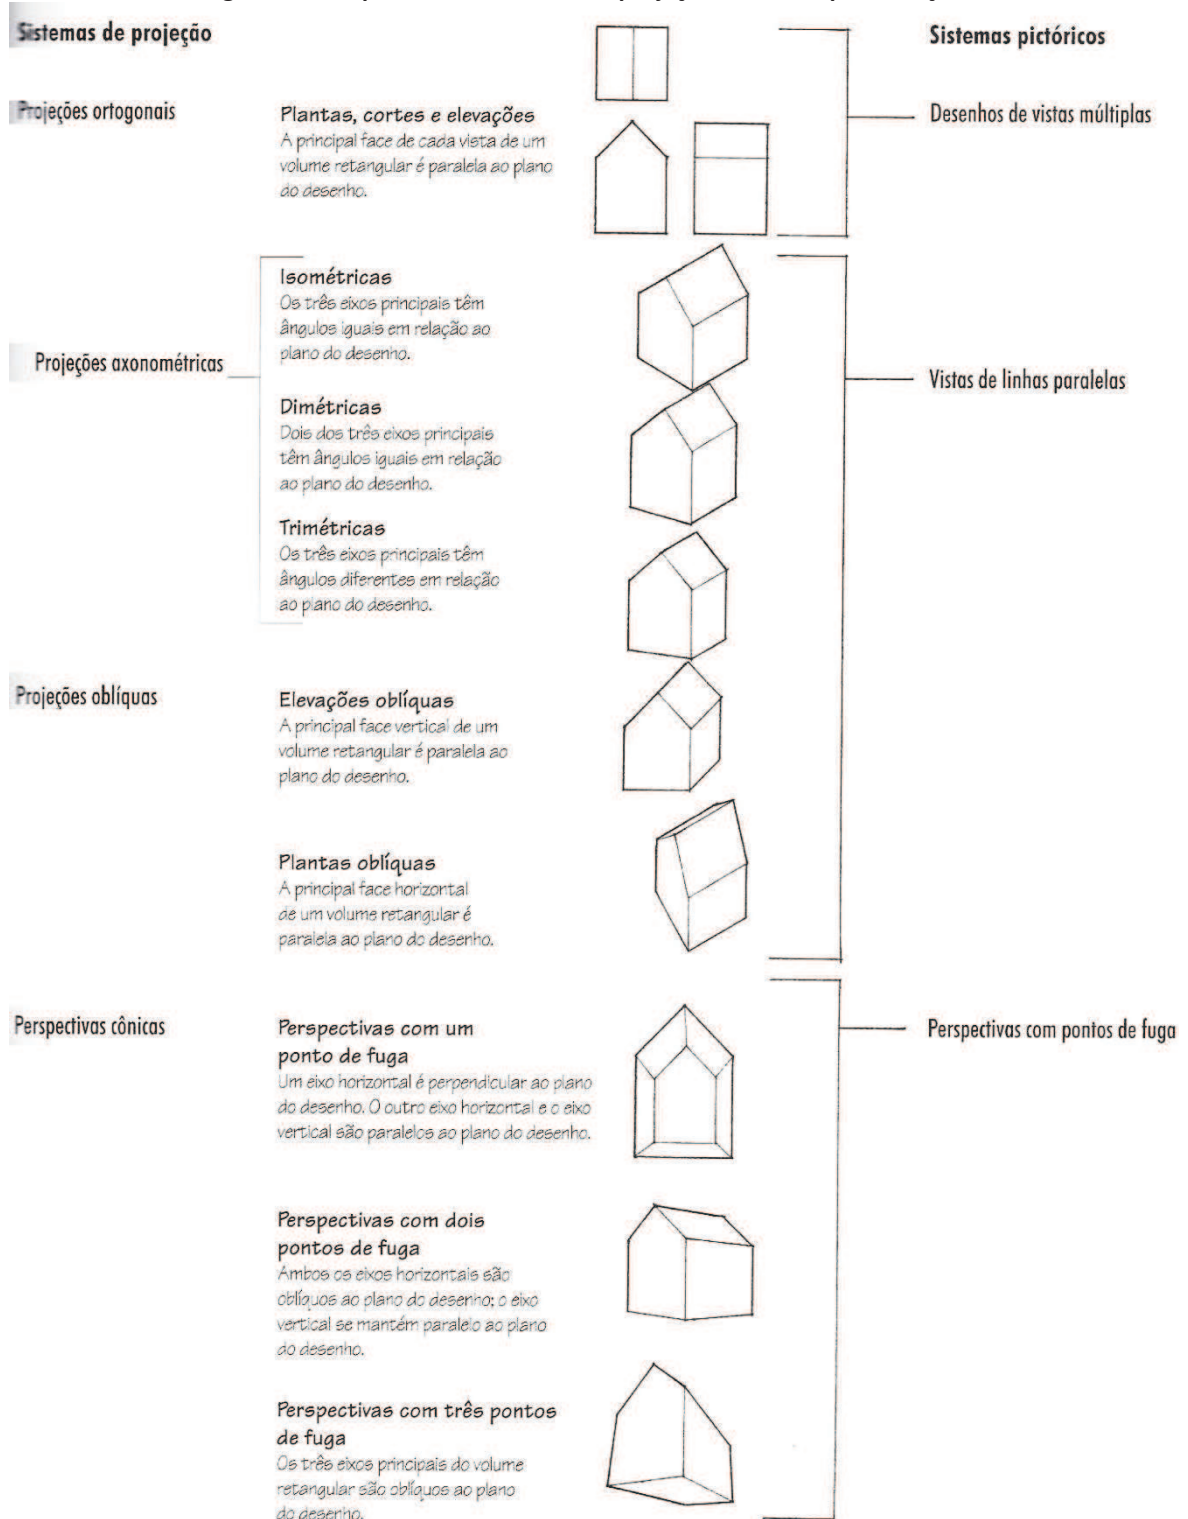 Sistemas de projeção
Sistemas pictóricos
Projeções ortogonais
Plantas, cortes e elevações
A principal face de cada vista de um
volume retangular é paralela ao plano
do desenho.
Desenhos de vistas múltiplas
Projeções axonométricas
Isométricas
Os três eixos principais têm
ângulos iguais em relação ao
plano do desenho.
Dimétricas
Dois dos três eixos principais
têm ângulos iguais em relação
ao plano do desenho.
Trimétricas
Os três eixos principais têm
ângulos diferentes em relação
ao plano do desenho.
Vistas de linhas paralelas
Projeções oblíquas
Elevações oblíquas
A principal face vertical de um
volume retangular é paralela ao
plano do desenho.
Plantas oblíquas
A principal face horizontal
de um volume retangular é
paralela ao plano do desenho.
Perspectivas cônicas
Perspectivas com um
ponto de fuga
Um eixo horizontal é perpendicular ao plano
do desenho. O outro eixo horizontal e o eixo
vertical são paralelos ao plano do desenho.
Perspectivas com pontos de fuga
Perspectivas com dois
pontos de fuga
Ambos os eixos horizontais são
oblíquos ao plano do desenho; o eixo
vertical se mantém paralelo ao plano
do desenho.
Perspectivas com três pontos
de fuga
Os três eixos principais do volume
retangular são oblíquos ao plano
do desenho.